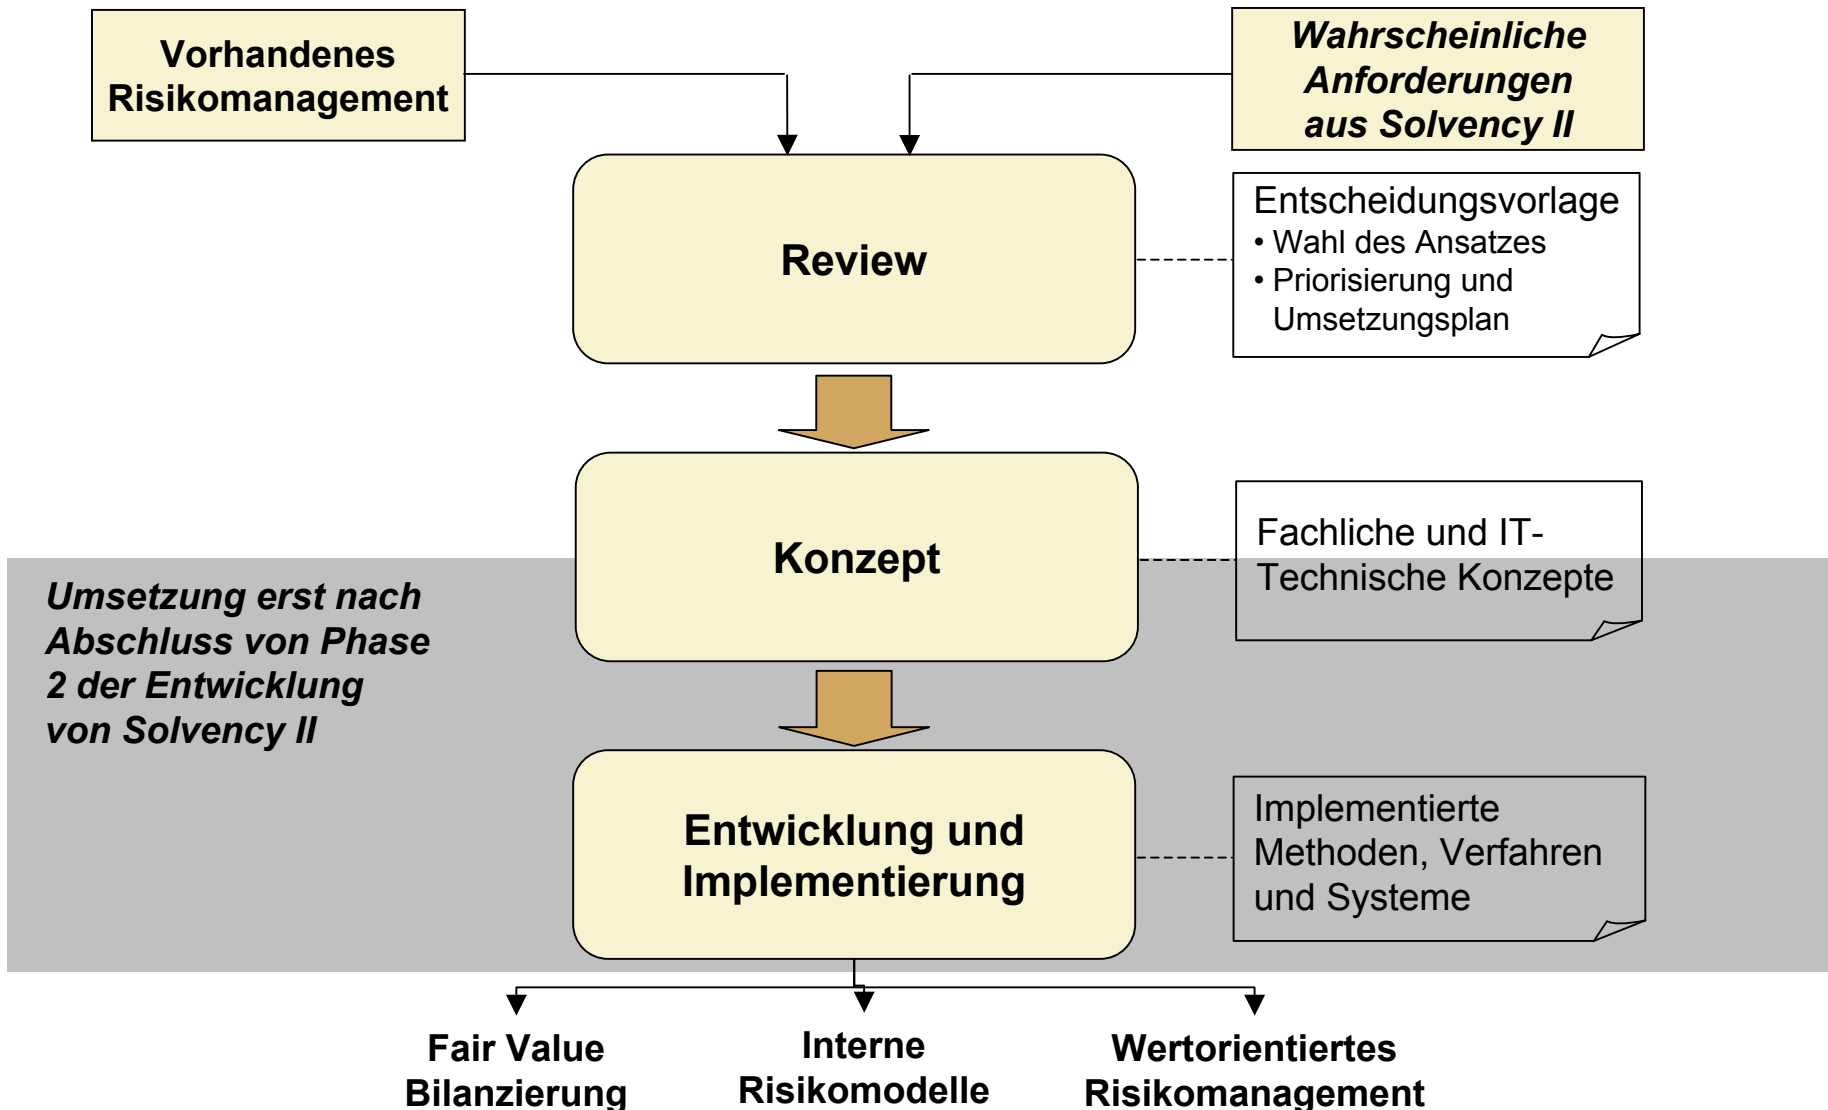 Vorhandenes
Risikomanagement
Wahrscheinliche
Anforderungen
aus Solvency II
Review
Entscheidungsvorlage
• Wahl des Ansatzes
• Priorisierung und
Umsetzungsplan
Konzept
Fachliche und IT-
Technische Konzepte
Umsetzung erst nach
Abschluss von Phase
2 der Entwicklung
von Solvency II
Entwicklung und
Implementierung
Implementierte
Methoden, Verfahren
und Systeme
Fair Value
Bilanzierung
Interne
Risikomodelle
Wertorientiertes
Risikomanagement